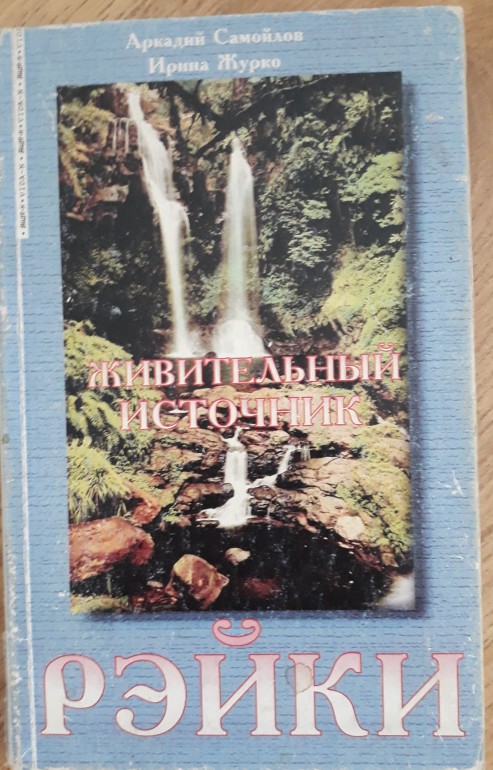 Аркадий Самойлов
Ирина Журко
ЖИВИТЕЛЬНЫЙ
ИСТОЧНИК
РЭЙКИ